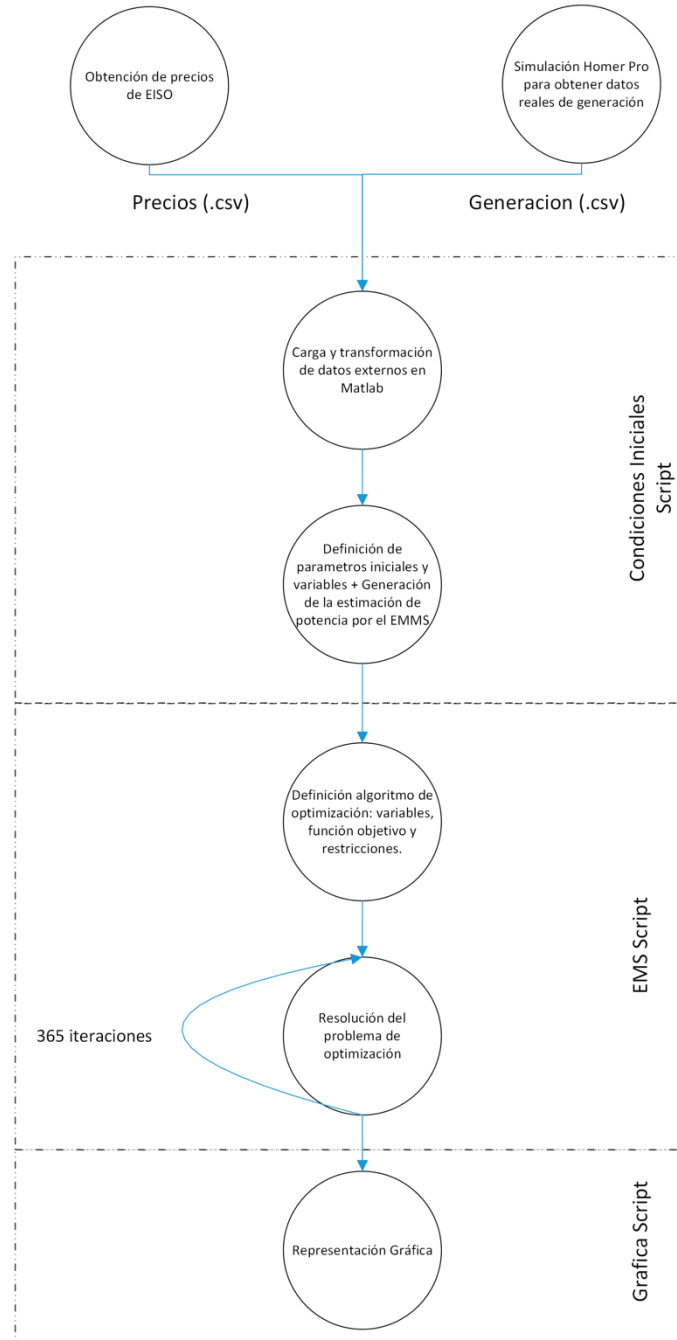 Obtención de precios
de EISO
Simulación Homer Pro
para obtener datos
reales de generación
Precios (.csv)
Generacion (.csv)
Carga y transformación
de datos externos en
Matlab
Definición de
parametros iniciales y
variables + Generación
de la estimación de
potencia por el EMMS
Condiciones Iniciales
Script
Definición algoritmo de
optimización: variables,
función objetivo y
restricciones.
365 iteraciones
Resolución del
problema de
optimización
EMS Script
Representación Gráfica
Grafica Script